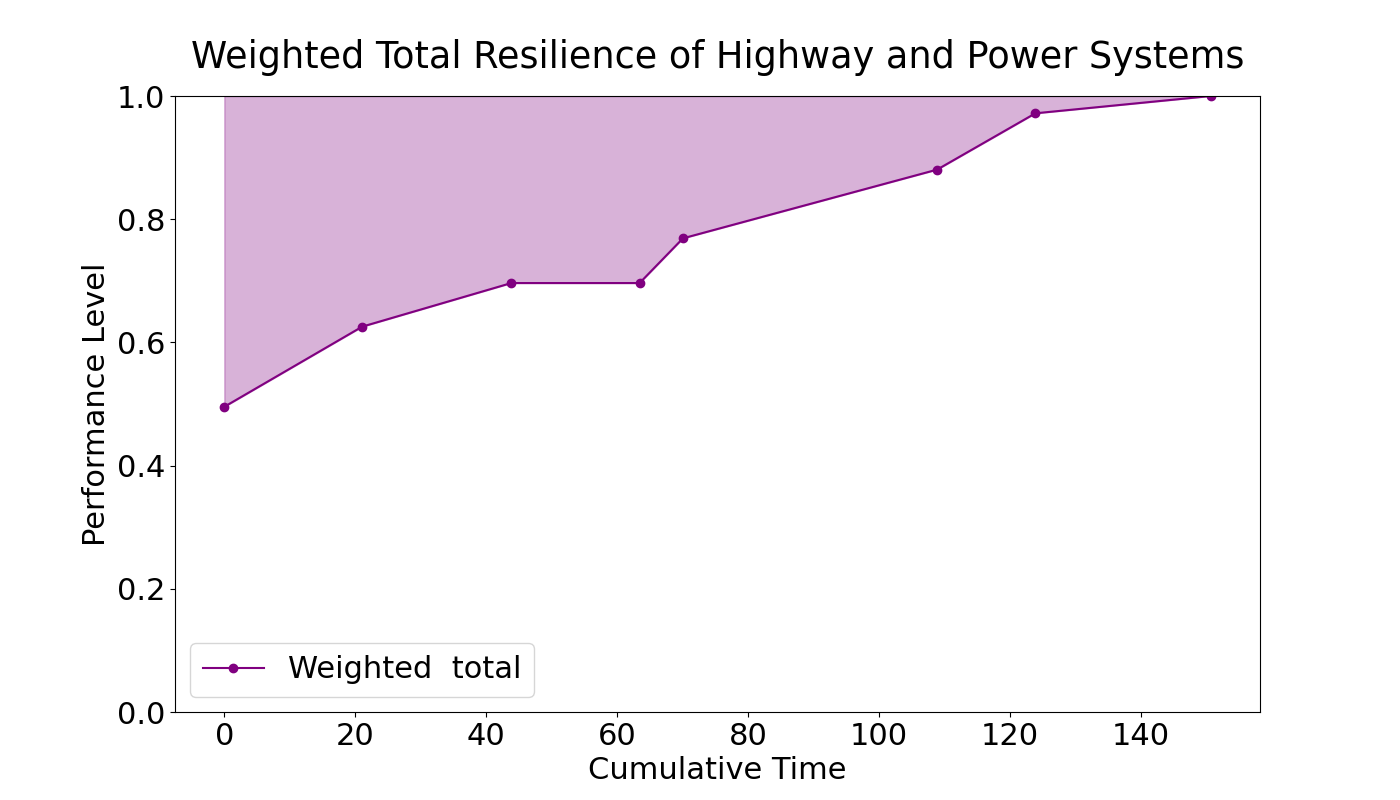 Weighted Total Resilience of Highway and Power Systems
1.0
0.8
0.6
0.4
0.2
0.0
Performance Level
Weighted  total
0 20 40 60 80 100 120 140
Cumulative Time